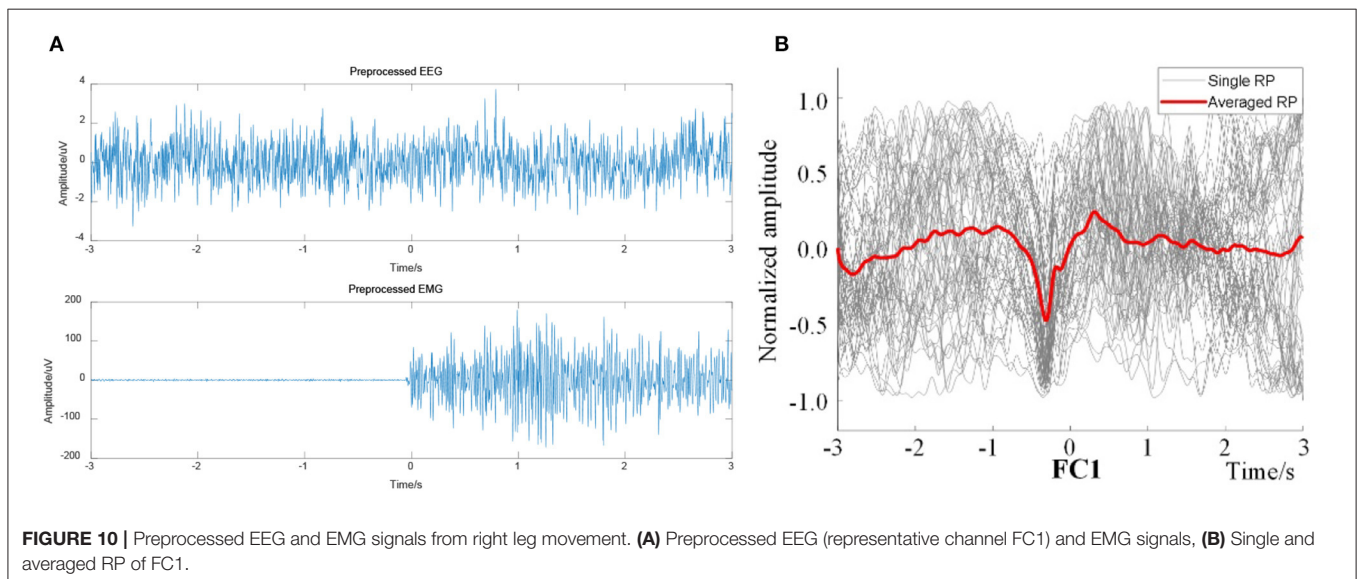 A
Preprocessed EEG
4
2
0
-2
-4
Amplitude/uV
-3 -2 -1 0 1 2 3
Time/s
Preprocessed EMG
200
100
0
-100
-200
Amplitude/uV
-3 -2 -1 0 1 2 3
Time/s
B
Single RP
Averaged RP
1.0
0.5
0.0
-0.5
-1.0
Normalized amplitude
-3 -2 -1 0 1 2 3
FC1 Time/s
FIGURE 10 | Preprocessed EEG and EMG signals from right leg movement. (A) Preprocessed EEG (representative channel FC1) and EMG signals, (B) Single and
averaged RP of FC1.